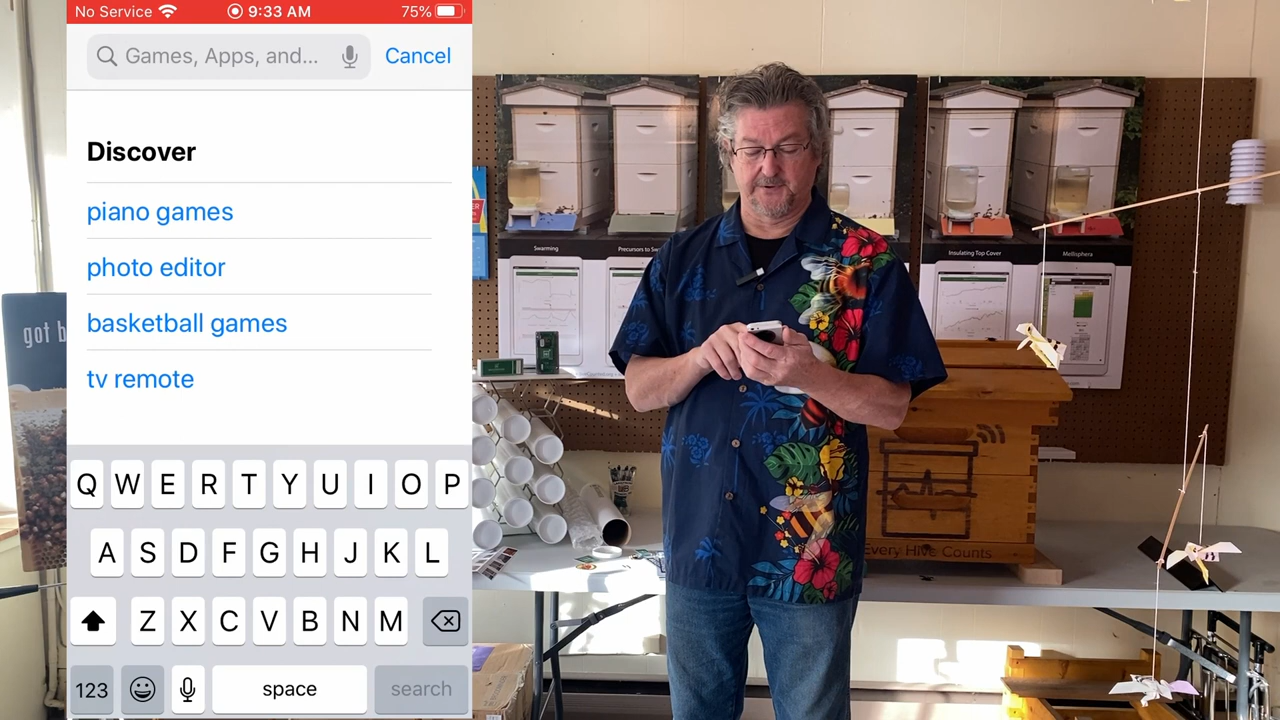 No Service 9:33 AM 75%
Games, Apps, and... Cancel
Discover
piano games
photo editor
basketball games
tv remote
Q W E R T Y U I O P
A S D F G H J K L
Z X C V B N M
123 space search
got b
Swarming
Insulating Top Cover
Mellisphera
Every Hive Counts